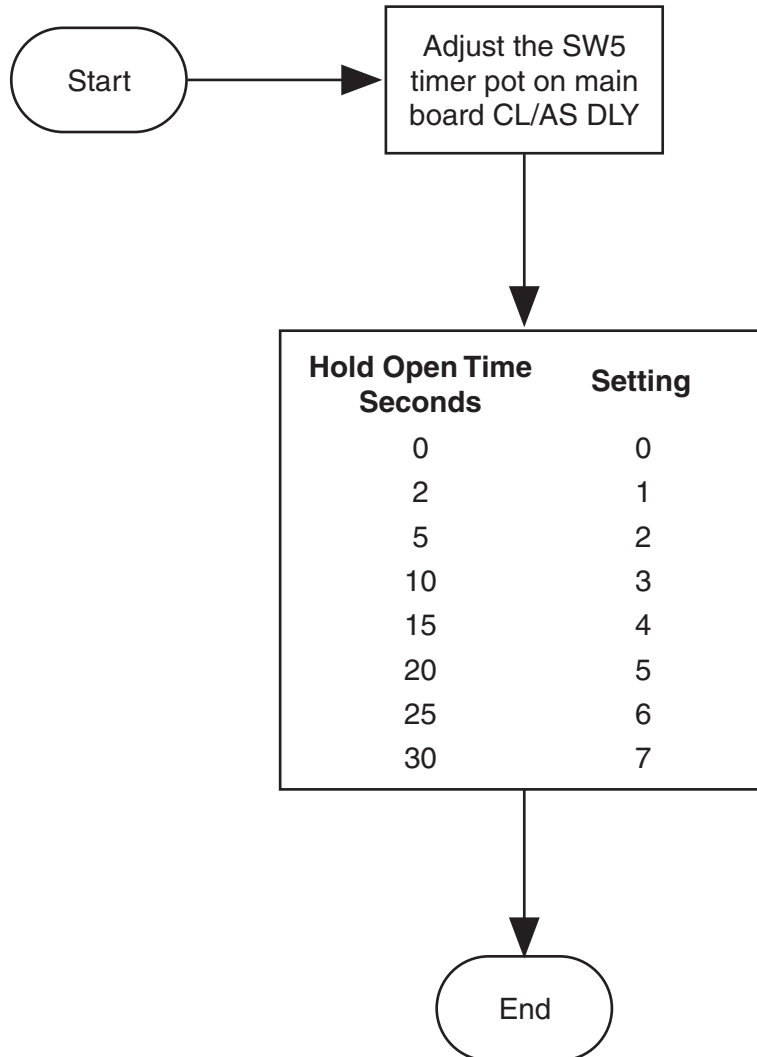 Start
Adjust the SW5
timer pot on main
board CL/AS DLY
Hold Open Time
Seconds
Setting
0 0
2 1
5 2
10 3
15 4
20 5
25 6
30 7
End